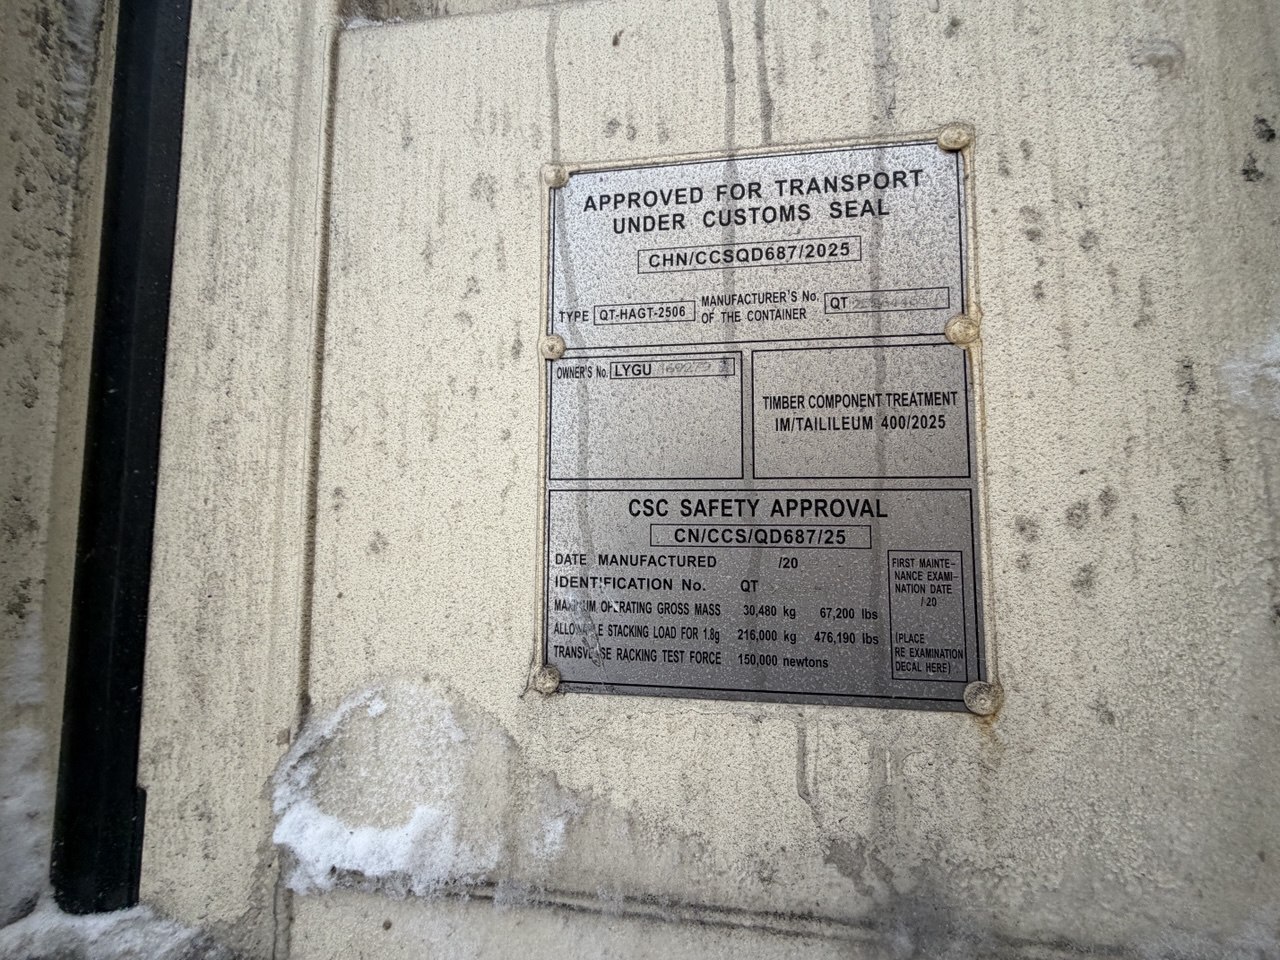 APPROVED FOR TRANSPORT
UNDER CUSTOMS SEAL
CHN/CCSQD687/2025
TYPE QT-HAGT-2506 MANUFACTURER'S No. OF THE CONTAINER QT
OWNER'S No. LYGU
TIMBER COMPONENT TREATMENT
IM/TAILILEUM 400/2025
CSC SAFETY APPROVAL
CN/CCS/QD687/25
DATE MANUFACTURED /20
IDENTIFICATION No. QT
MAXIMUM OPERATING GROSS MASS 30,480 kg 67,200 lbs
ALLOWABLE STACKING LOAD FOR 1.8g 216,000 kg 476,190 lbs
TRANSVERSE RACKING TEST FORCE 150,000 newtons
FIRST MAINTE-
NANCE EXAMI-
NATION DATE
/20
(PLACE
RE EXAMINATION
DECAL HERE)